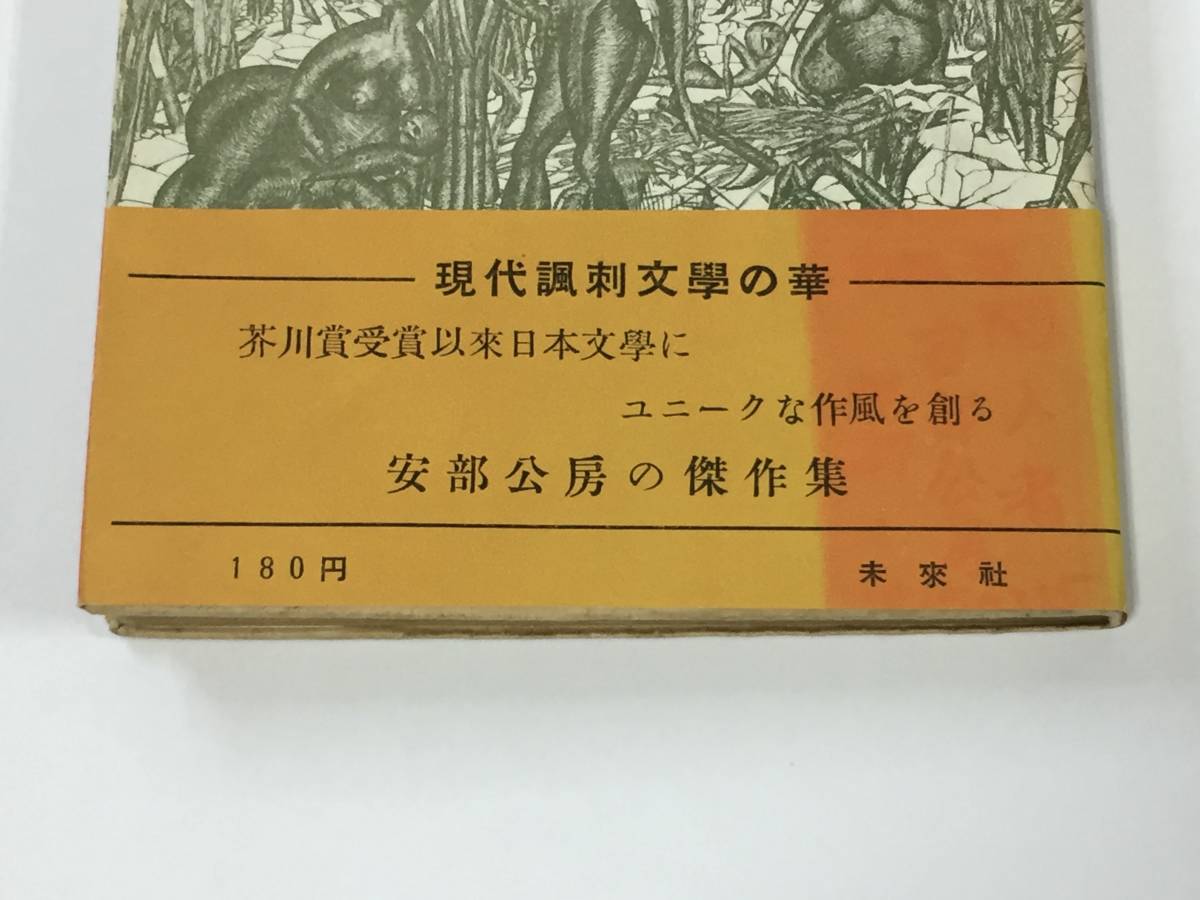 現代諷刺文學の華
芥川賞受賞以來日本文學に
ユニークな作風を創る
安部公房の傑作集
180円
未來社